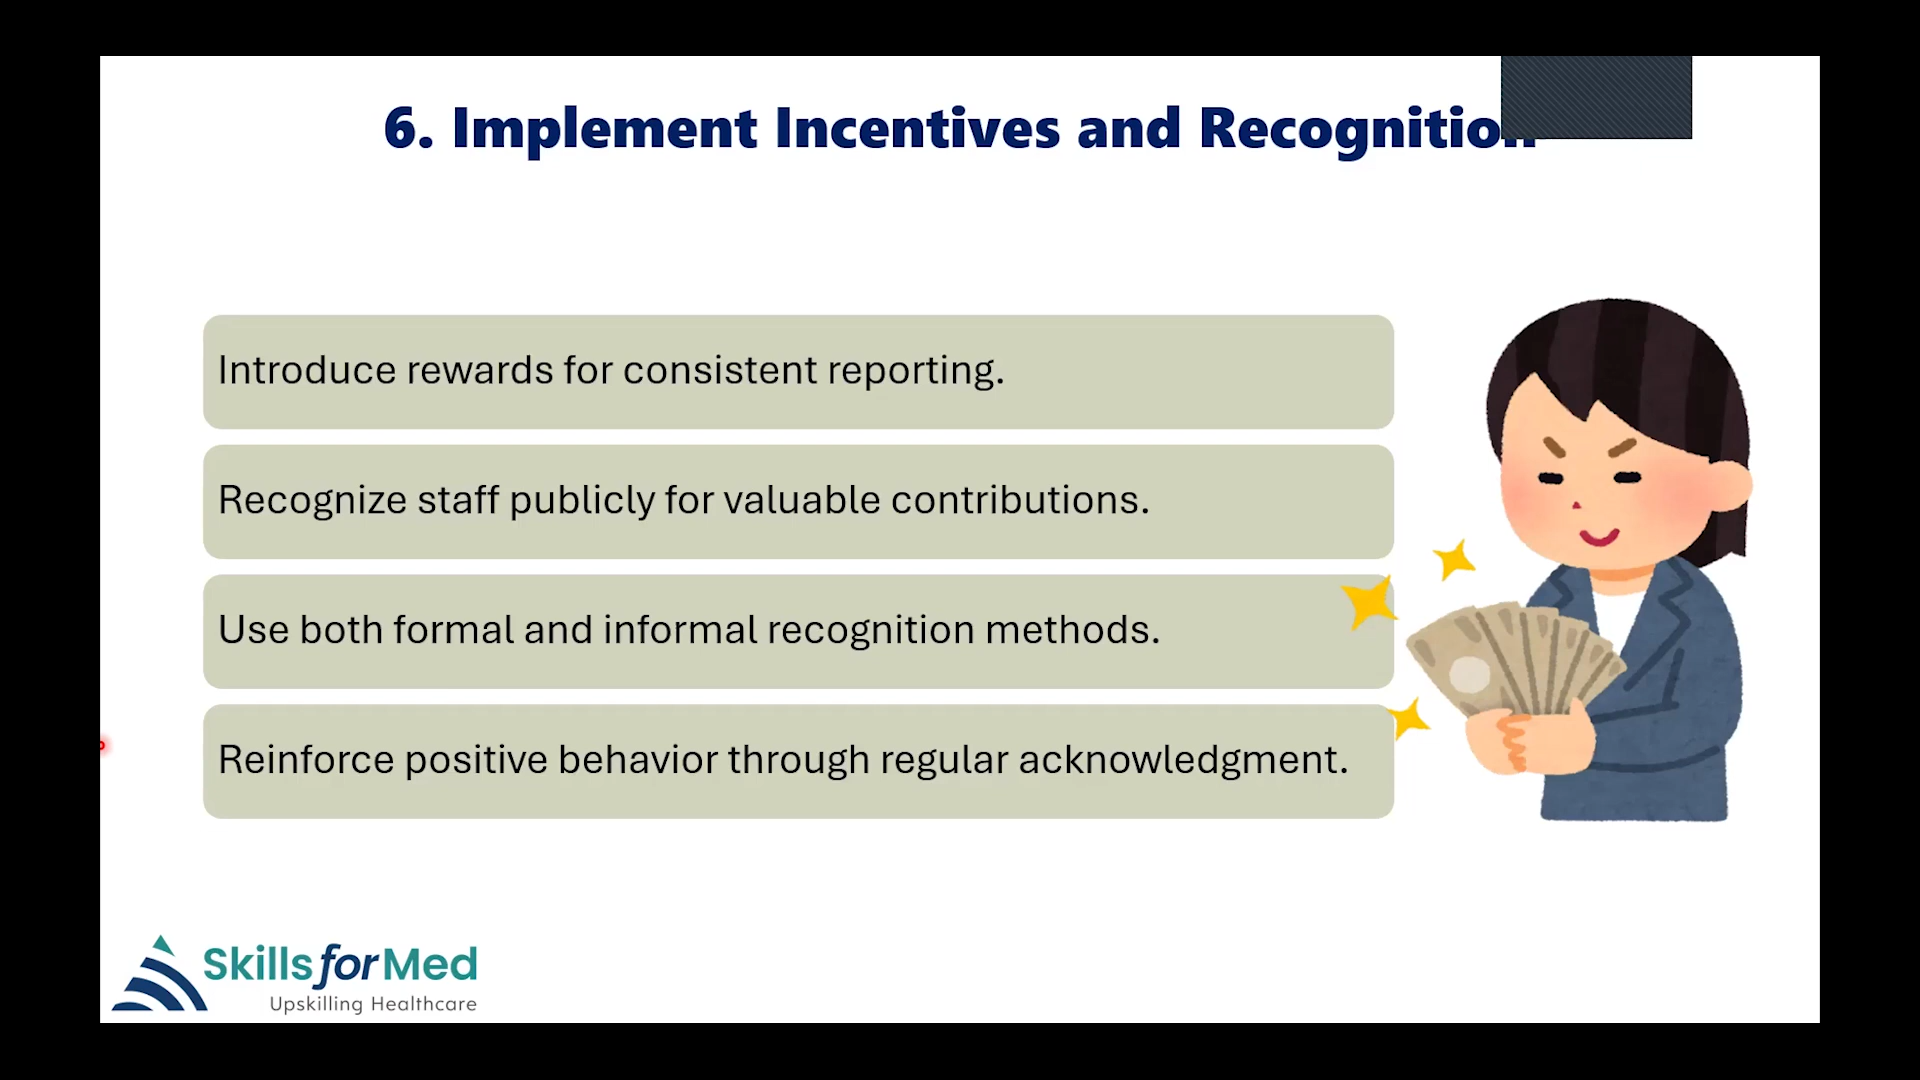 6. Implement Incentives and Recognition
Introduce rewards for consistent reporting.
Recognize staff publicly for valuable contributions.
Use both formal and informal recognition methods.
Reinforce positive behavior through regular acknowledgment.
Skills for Med
Upskilling Healthcare